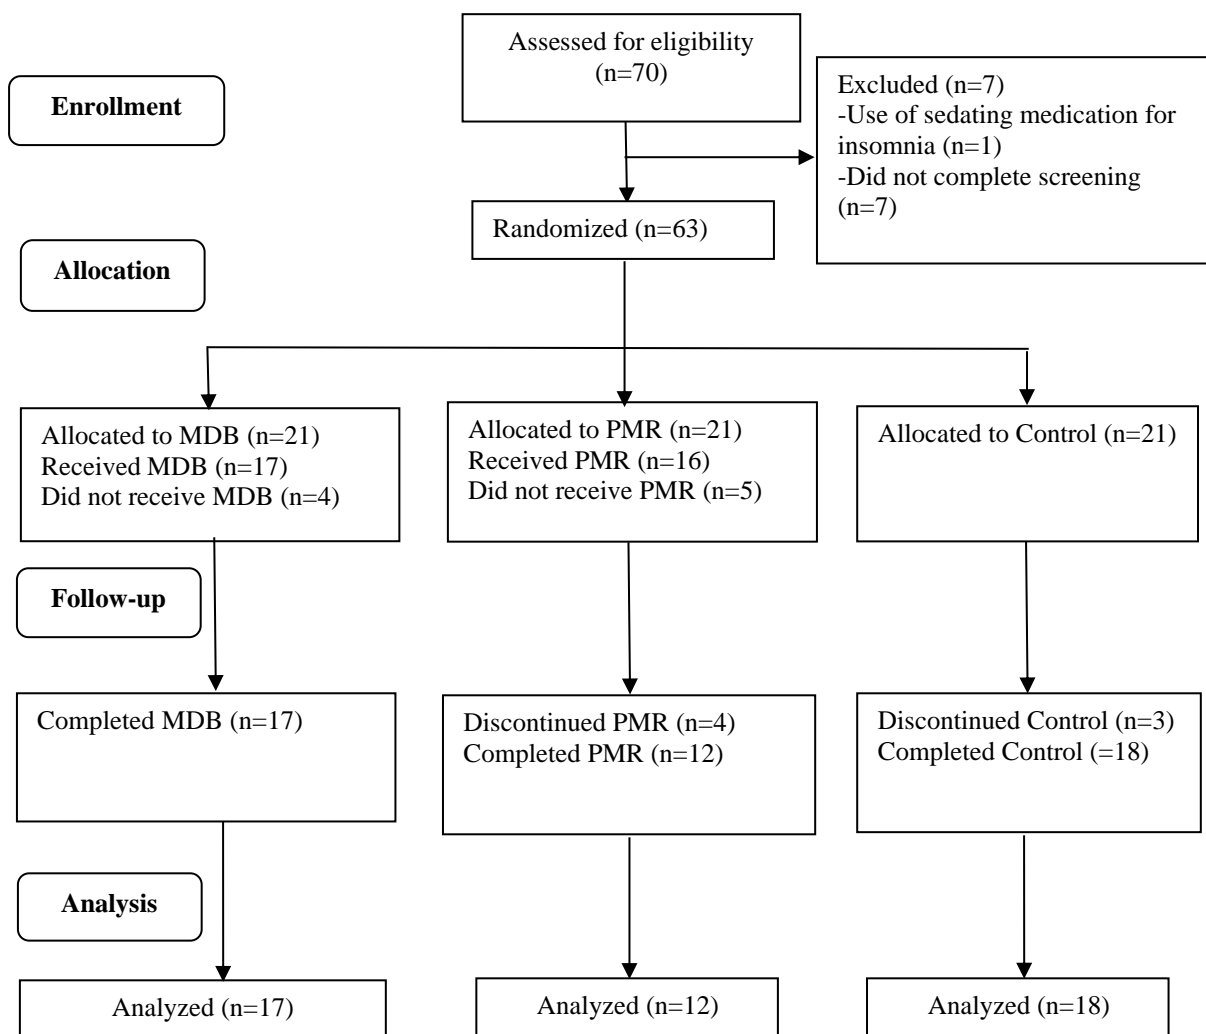 Assessed for eligibility
(n=70)
Enrollment
Excluded (n=7)
-Use of sedating medication for
insomnia (n=1)
-Did not complete screening
(n=7)
Randomized (n=63)
Allocation
Allocated to MDB (n=21)
Received MDB (n=17)
Did not receive MDB (n=4)
Allocated to PMR (n=21)
Received PMR (n=16)
Did not receive PMR (n=5)
Allocated to Control (n=21)
Follow-up
Completed MDB (n=17)
Discontinued PMR (n=4)
Completed PMR (n=12)
Discontinued Control (n=3)
Completed Control (=18)
Analysis
Analyzed (n=17)
Analyzed (n=12)
Analyzed (n=18)